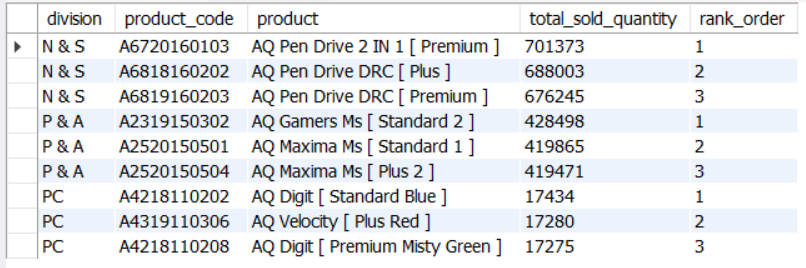 division product_code product total_sold_quantity rank_order
N & S A6720160103 AQ Pen Drive 2 IN 1 [ Premium ] 701373 1
N & S A6818160202 AQ Pen Drive DRC [ Plus ] 688003 2
N & S A6819160203 AQ Pen Drive DRC [ Premium ] 676245 3
P & A A2319150302 AQ Gamers Ms [ Standard 2 ] 428498 1
P & A A2520150501 AQ Maxima Ms [ Standard 1 ] 419865 2
P & A A2520150504 AQ Maxima Ms [ Plus 2 ] 419471 3
PC A4218110202 AQ Digit [ Standard Blue ] 17434 1
PC A4319110306 AQ Velocity [ Plus Red ] 17280 2
PC A4218110208 AQ Digit [ Premium Misty Green ] 17275 3